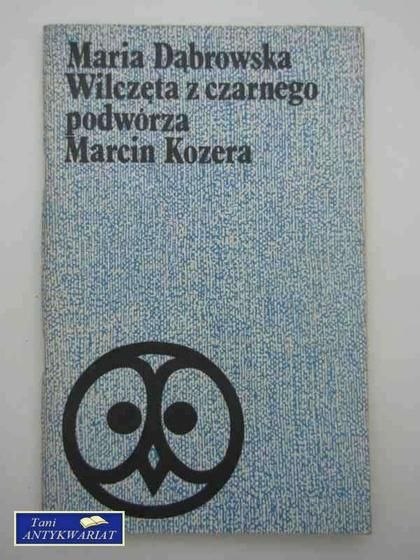 Maria Dąbrowska
Wilczęta z czarnego
podwórza
Marcin Kozera
Tani
ANTYKWARIAT